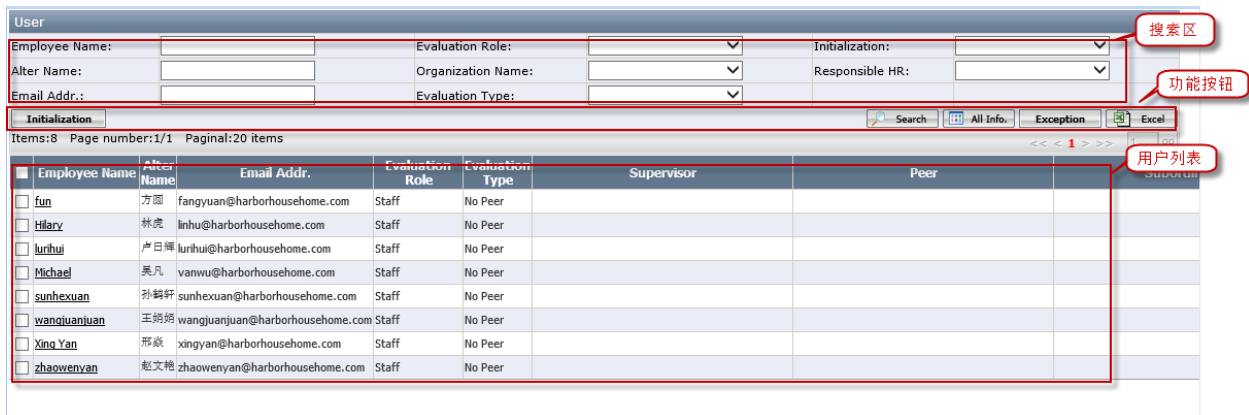 User
搜素区
Employee Name: Evaluation Role: Initialization:
Alter Name: Organization Name: Responsible HR:
功能按钮
Email Addr.: Evaluation Type:
Initialization Search All Info. Exception Excel
Items:8 Page number:1/1 Paginal:20 items << < 1 > >> 1
用户列表
Employee Name Alter Name Email Addr. Evaluation Role Evaluation Type Supervisor Peer Subordin
fun 方圆 fangyuan@harborhousehome.com Staff No Peer
Hilary 林虎 linhu@harborhousehome.com Staff No Peer
lurihui 卢日辉 lurihui@harborhousehome.com Staff No Peer
Michael 吴凡 vanwu@harborhousehome.com Staff No Peer
sunhexuan 孙鹤轩 sunhexuan@harborhousehome.com Staff No Peer
wangjuanjuan 王娟娟 wangjuanjuan@harborhousehome.com Staff No Peer
Xing Yan 邢焱 xingyan@harborhousehome.com Staff No Peer
zhaowenyan 赵文艳 zhaowenyan@harborhousehome.com Staff No Peer